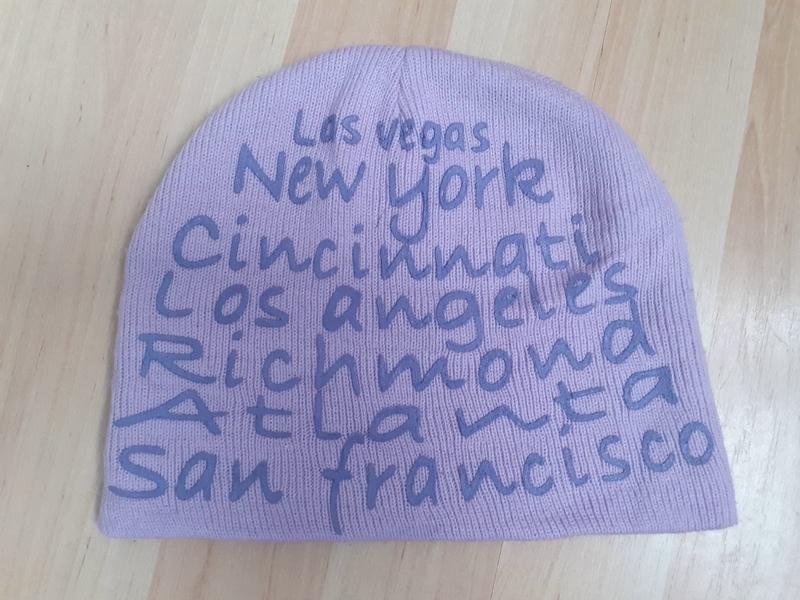 Las vegas
New york
Cincinnati
Los angeles
Richmond
Atlanta
San francisco